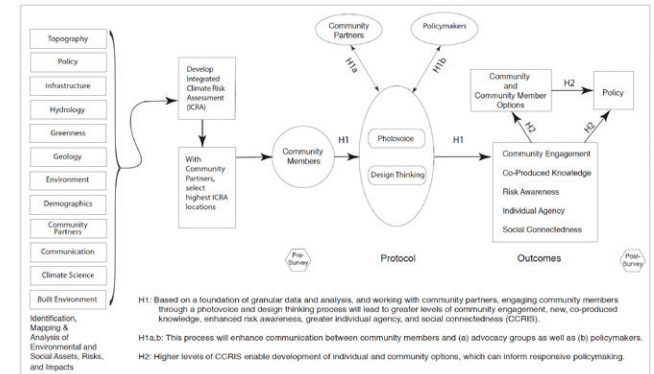 Topography
Policy
Infrastructure
Hydrology
Greenness
Geology
Environment
Demographics
Community
Partners
Communication
Climate Science
Built Environment
Identification,
Mapping &
Analysis of
Environmental and
Social Assets, Risks,
and Impacts
Develop
Integrated
Climate Risk
Assessment
(ICRA)
With
Community
Partners,
select
highest ICRA
locations
Community
Members
Pre-
Survey
H1
Community
Partners
Policymakers
H1a
H1b
Photovoice
Design Thinking
Protocol
H1
Community
and
Community Member
Options
H2
Policy
H2
H2
Community Engagement
Co-Produced Knowledge
Risk Awareness
Individual Agency
Social Connectedness
Outcomes
Post-
Survey
H1: Based on a foundation of granular data and analysis, and working with community partners, engaging community members
through a photovoice and design thinking process will lead to greater levels of community engagement, new, co-produced
knowledge, enhanced risk awareness, greater individual agency, and social connectedness (CCRIS).
H1a,b: This process will enhance communication between community members and (a) advocacy groups as well as (b) policymakers.
H2: Higher levels of CCRIS enable development of individual and community options, which can inform responsive policymaking.